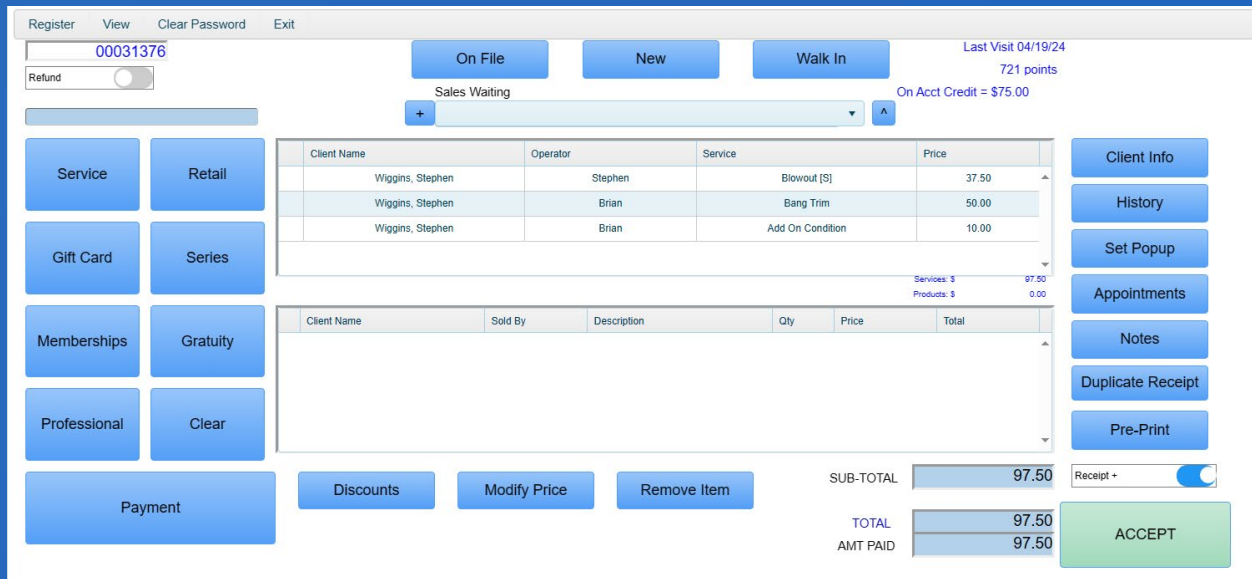 Register View Clear Password Exit
00031376
Refund
On File New Walk In
Last Visit 04/19/24
721 points
Sales Waiting
On Acct Credit = $75.00
+ ^
Service Retail
Gift Card Series
Memberships Gratuity
Professional Clear
Payment
Client Name Operator Service Price
Wiggins, Stephen Stephen Blowout [S] 37.50
Wiggins, Stephen Brian Bang Trim 50.00
Wiggins, Stephen Brian Add On Condition 10.00
Services: $ 97.50
Products: $ 0.00
Client Name Sold By Description Qty Price Total
Discounts Modify Price Remove Item
SUB-TOTAL 97.50
TOTAL 97.50
AMT PAID 97.50
Client Info
History
Set Popup
Appointments
Notes
Duplicate Receipt
Pre-Print
Receipt +
ACCEPT